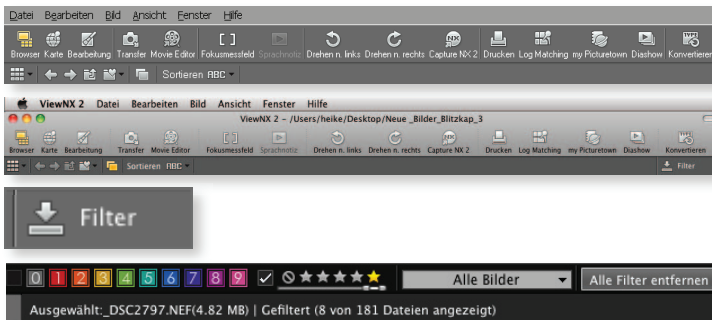 Datei Bearbeiten Bild Ansicht Fenster Hilfe
Browser Karte Bearbeitung Transfer Movie Editor Fokusmessfeld Sprachnotiz Drehen n. links Drehen n. rechts Capture NX 2 Drucken Log Matching my Picturetown Diashow Konvertieren
Sortieren ABC
ViewNX 2 Datei Bearbeiten Bild Ansicht Fenster Hilfe
ViewNX 2 – /Users/heike/Desktop/Neue _Bilder_Blitzkap_3
Browser Karte Bearbeitung Transfer Movie Editor Fokusmessfeld Sprachnotiz Drehen n. links Drehen n. rechts Capture NX 2 Drucken Log Matching my Picturetown Diashow Konvertieren
Sortieren ABC Filter
Filter
0 1 2 3 4 5 6 7 8 9 Alle Bilder Alle Filter entfernen
Ausgewählt:_DSC2797.NEF(4.82 MB) | Gefiltert (8 von 181 Dateien angezeigt)